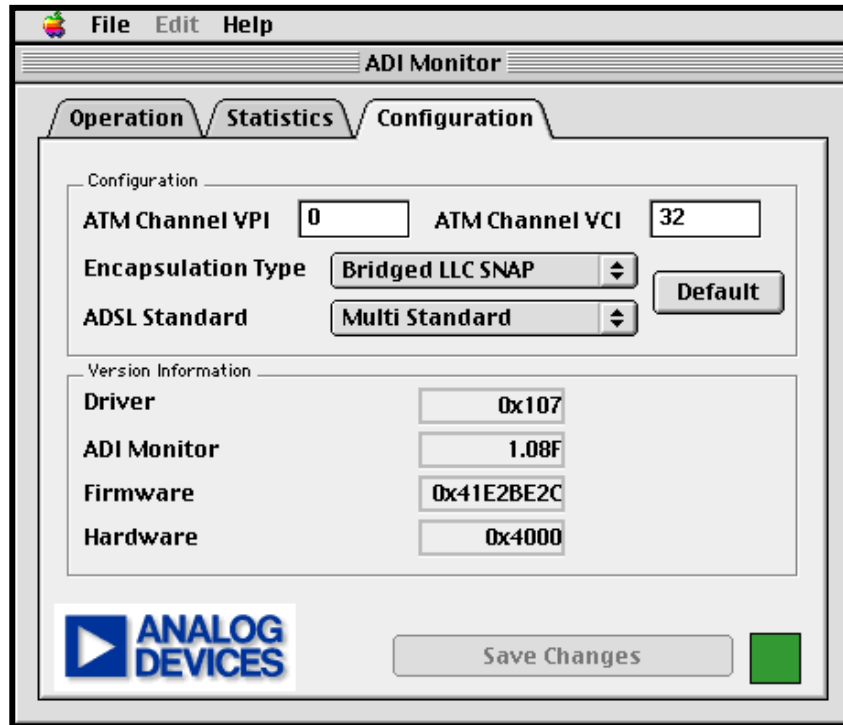 File Edit Help
ADI Monitor
Operation Statistics Configuration
Configuration
ATM Channel VPI 0 ATM Channel VCI 32
Encapsulation Type Bridged LLC SNAP
Default
ADSL Standard Multi Standard
Version Information
Driver 0x107
ADI Monitor 1.08F
Firmware 0x41E2BE2C
Hardware 0x4000
ANALOG
DEVICES
Save Changes